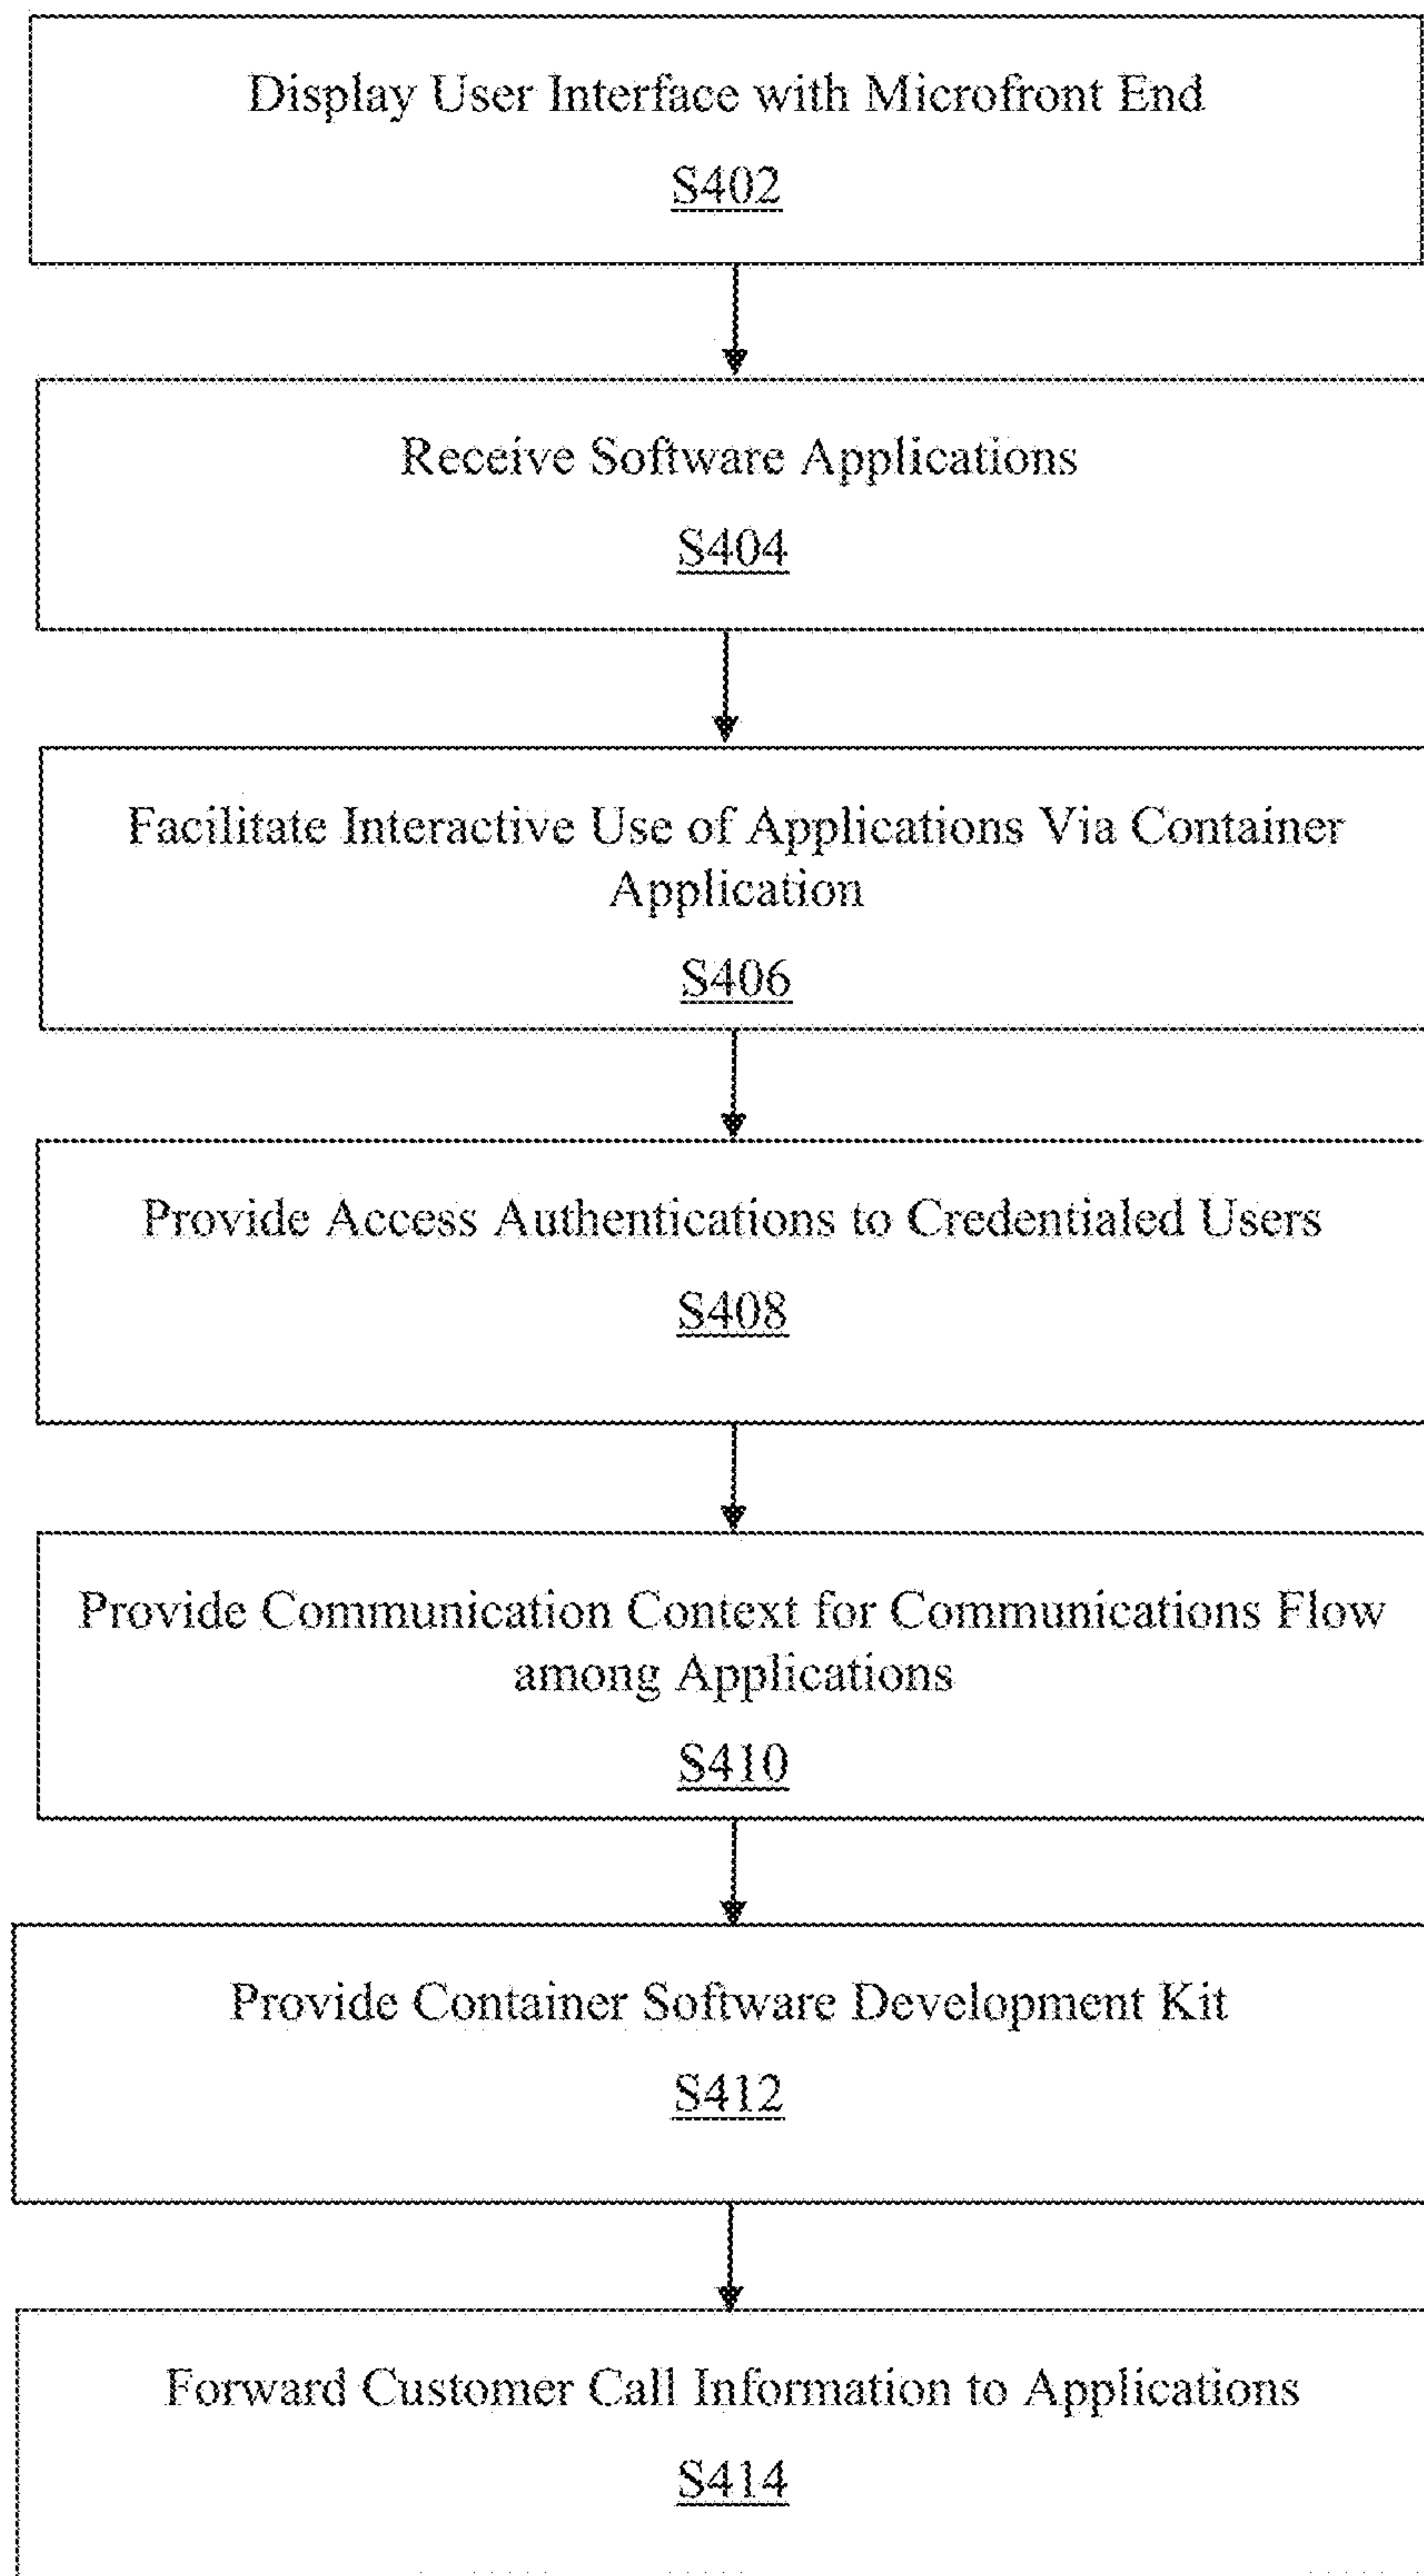 Display User Interface with Microfront End
S402
Receive Software Applications
S404
Facilitate Interactive Use of Applications Via Container
Application
S406
Provide Access Authentications to Credentialed Users
S408
Provide Communication Context for Communications Flow
among Applications
S410
Provide Container Software Development Kit
S412
Forward Customer Call Information to Applications
S414